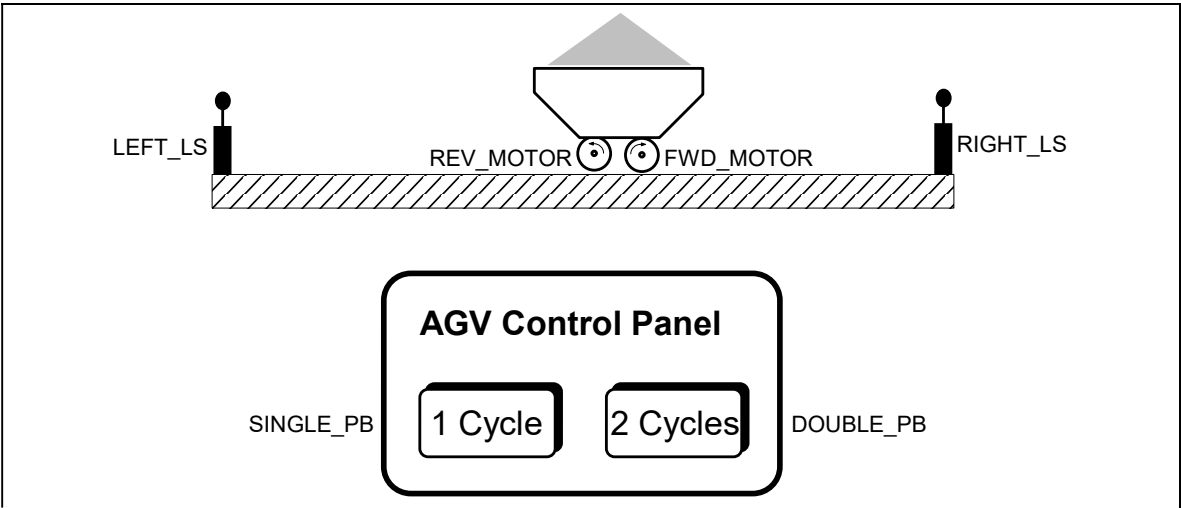 LEFT_LS
RIGHT_LS
REV_MOTOR
FWD_MOTOR
AGV Control Panel
SINGLE_PB
1 Cycle
2 Cycles
DOUBLE_PB